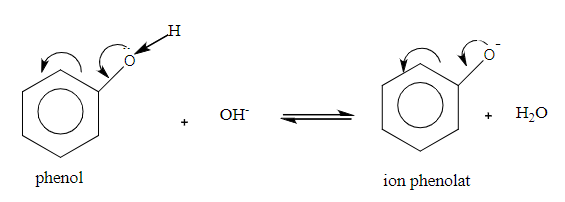 H
O
O-
+ OH- + H₂O
phenol
ion phenolat